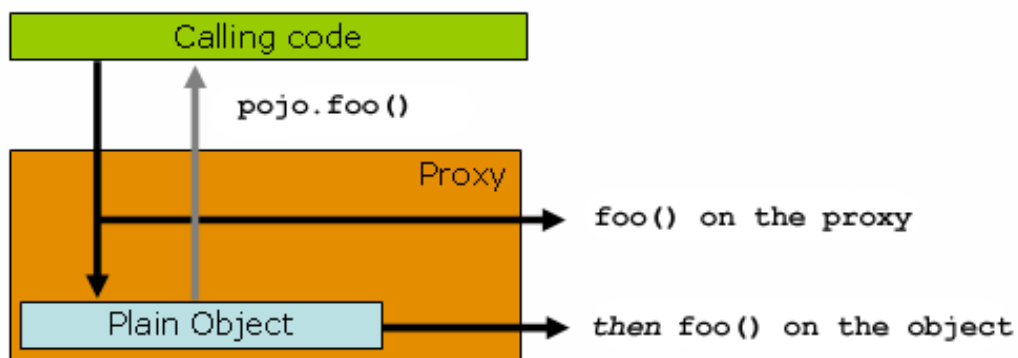 Calling code
pojo.foo()
Proxy
foo() on the proxy
Plain Object
then foo() on the object